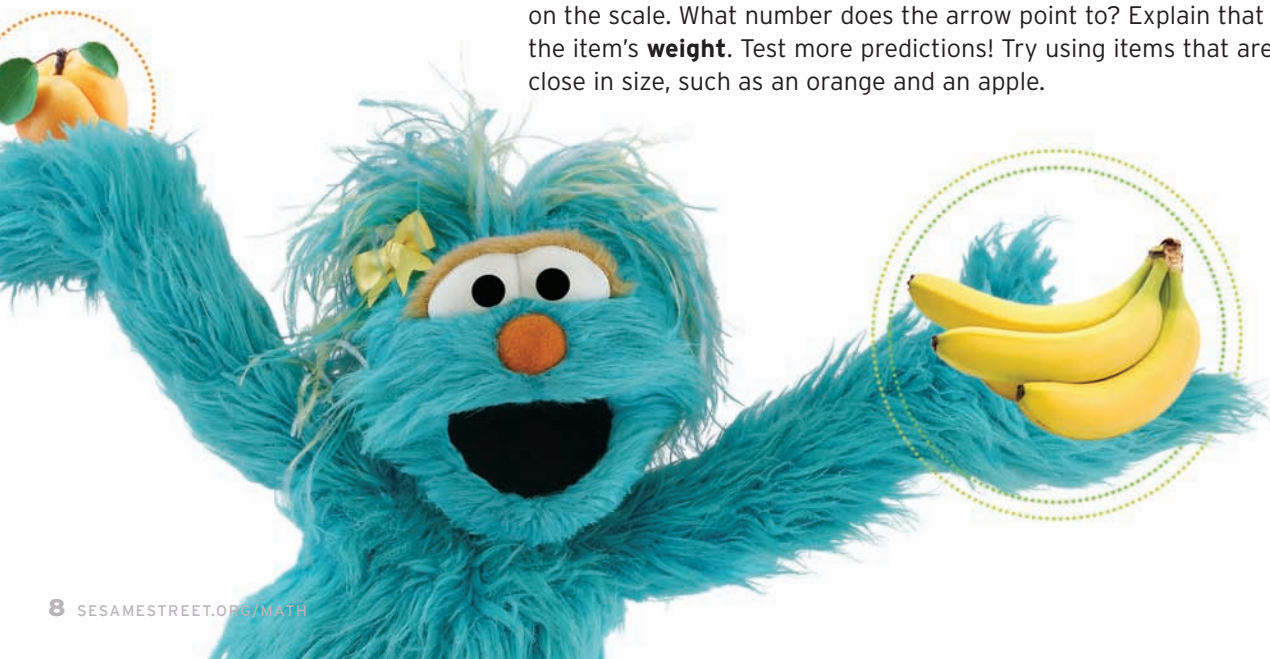 on the scale. What number does the arrow point to? Explain that
the item's weight. Test more predictions! Try using items that are
close in size, such as an orange and an apple.
8 SESAMESTREET.ORG/MATH